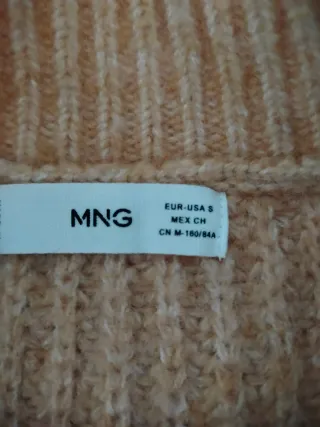 MNG
EUR-USA S
MEX CH
CN M-160/84A